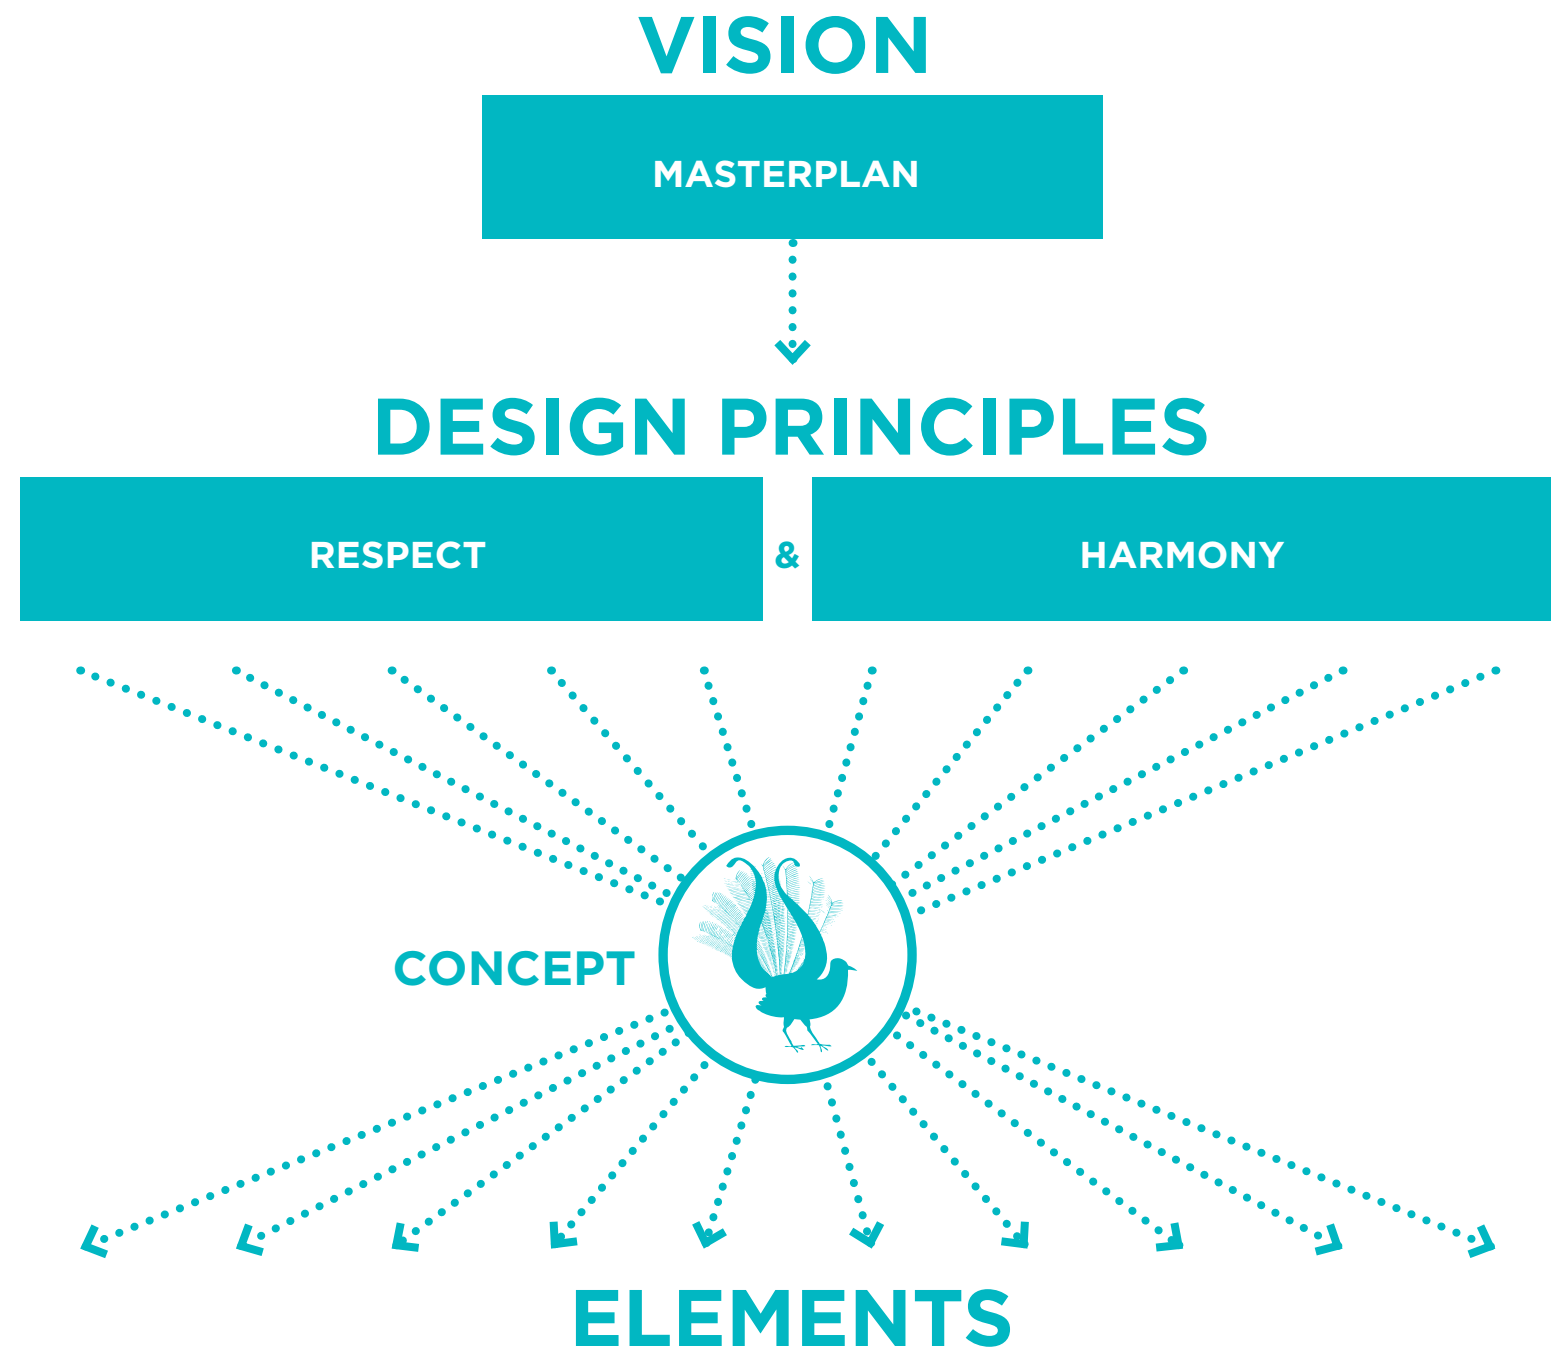 VISION
MASTERPLAN
DESIGN PRINCIPLES
RESPECT & HARMONY
CONCEPT
ELEMENTS